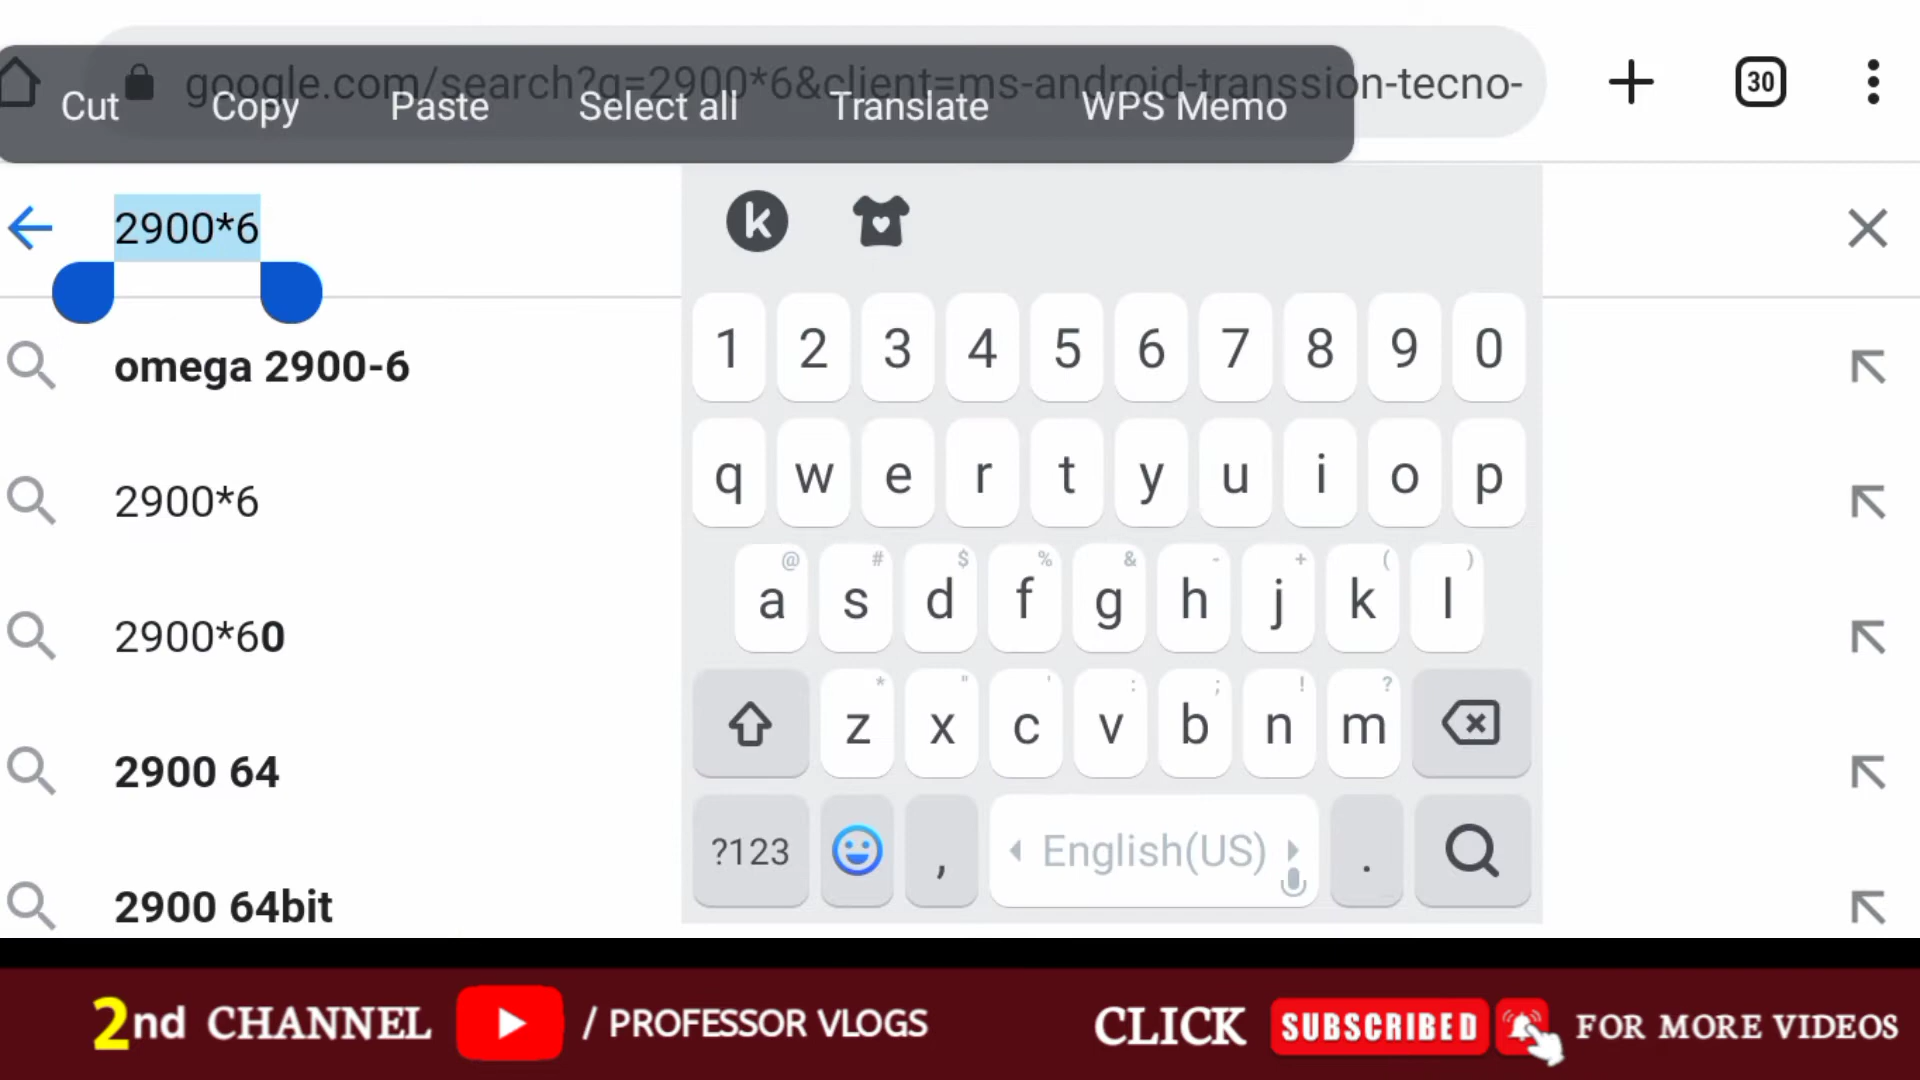 google.com/search?q=2900*6&client=ms-android-transsion-tecno-
30
Cut Copy Paste Select all Translate WPS Memo
2900*6
omega 2900-6
2900*6
2900*60
2900 64
2900 64bit
k
1 2 3 4 5 6 7 8 9 0
q w e r t y u i o p
@ # $ % & - + ( )
a s d f g h j k l
* " ' : ; ! ?
z x c v b n m
?123 , English(US) .
2nd CHANNEL / PROFESSOR VLOGS CLICK SUBSCRIBED FOR MORE VIDEOS